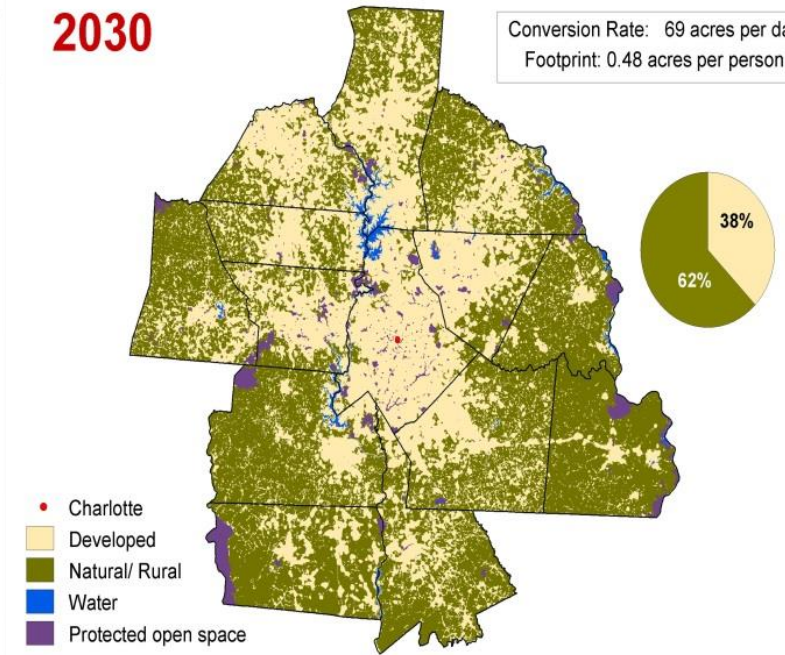 2030
Conversion Rate: 69 acres per
Footprint: 0.48 acres per person
38%
62%
Charlotte
Developed
Natural/ Rural
Water
Protected open space